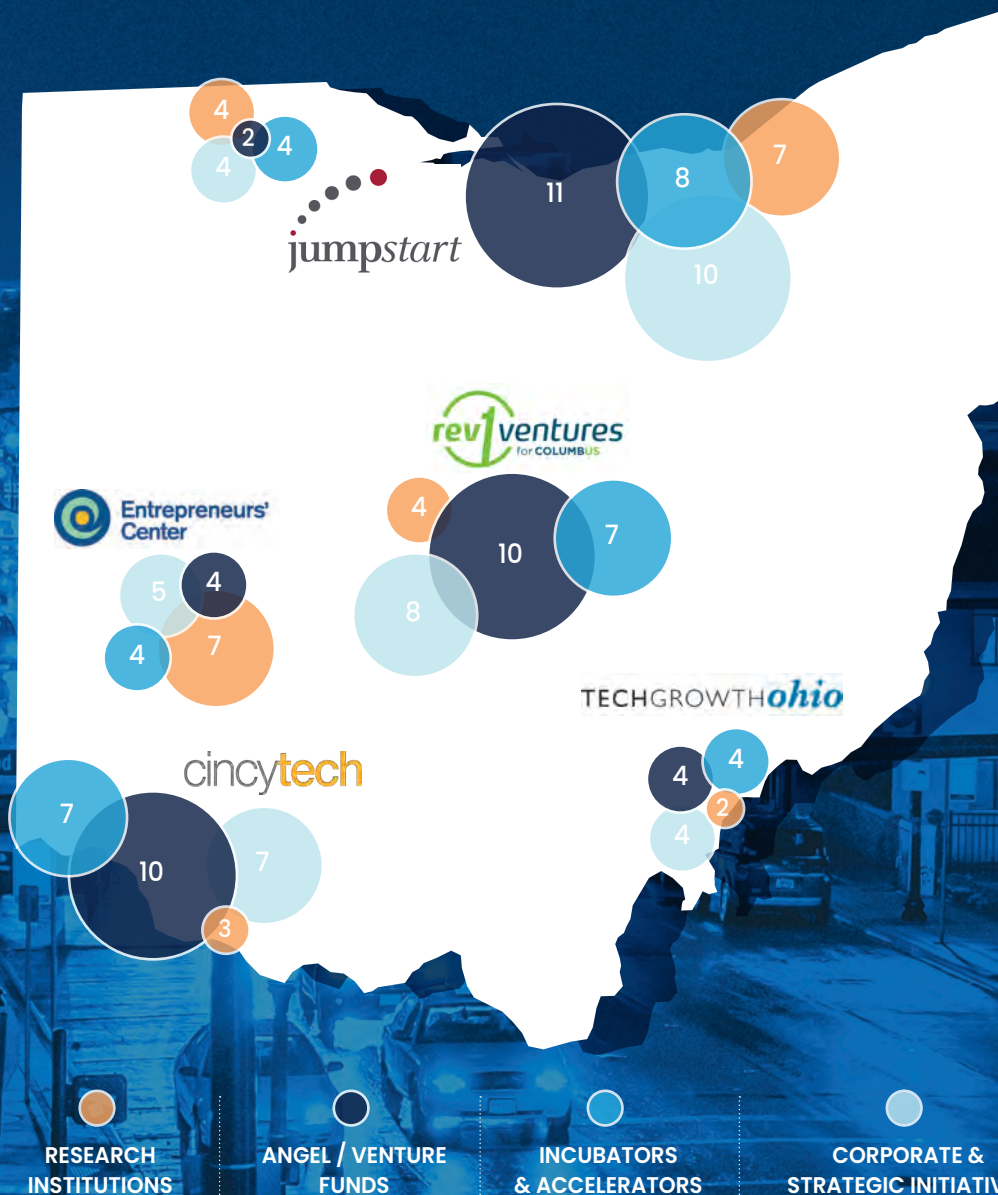 4
2
4
4
jumpstart
11
8
7
10
rev1ventures
for COLUMBUS
4
10
7
8
Entrepreneurs'
Center
5
4
4
7
TECHGROWTHohio
4
4
2
4
cincytech
7
10
7
3
RESEARCH
INSTITUTIONS
ANGEL / VENTURE
FUNDS
INCUBATORS
& ACCELERATORS
CORPORATE &
STRATEGIC INITIATIV